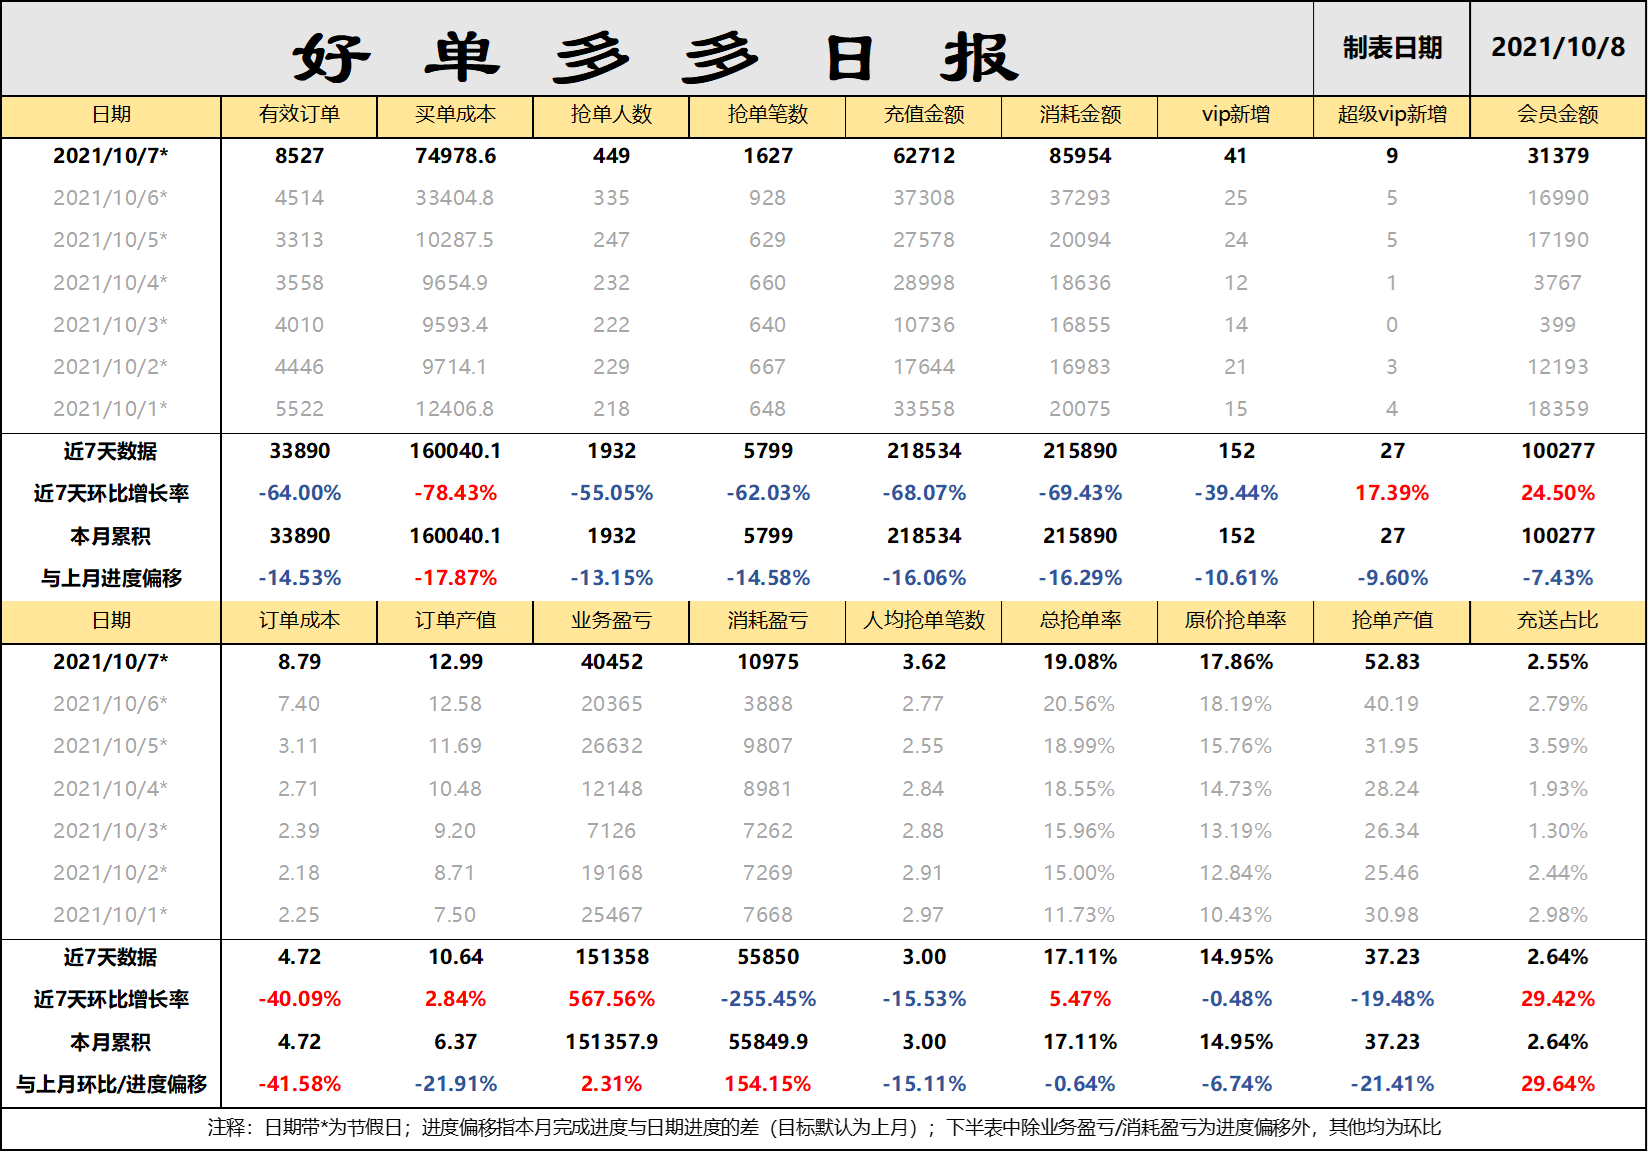 好单多多日报 制表日期 2021/10/8
日期 有效订单 买单成本 抢单人数 抢单笔数 充值金额 消耗金额 vip新增 超级vip新增 会员金额
2021/10/7* 8527 74978.6 449 1627 62712 85954 41 9 31379
2021/10/6* 4514 33404.8 335 928 37308 37293 25 5 16990
2021/10/5* 3313 10287.5 247 629 27578 20094 24 5 17190
2021/10/4* 3558 9654.9 232 660 28998 18636 12 1 3767
2021/10/3* 4010 9593.4 222 640 10736 16855 14 0 399
2021/10/2* 4446 9714.1 229 667 17644 16983 21 3 12193
2021/10/1* 5522 12406.8 218 648 33558 20075 15 4 18359
近7天数据 33890 160040.1 1932 5799 218534 215890 152 27 100277
近7天环比增长率 -64.00% -78.43% -55.05% -62.03% -68.07% -69.43% -39.44% 17.39% 24.50%
本月累积 33890 160040.1 1932 5799 218534 215890 152 27 100277
与上月进度偏移 -14.53% -17.87% -13.15% -14.58% -16.06% -16.29% -10.61% -9.60% -7.43%
日期 订单成本 订单产值 业务盈亏 消耗盈亏 人均抢单笔数 总抢单率 原价抢单率 抢单产值 充送占比
2021/10/7* 8.79 12.99 40452 10975 3.62 19.08% 17.86% 52.83 2.55%
2021/10/6* 7.40 12.58 20365 3888 2.77 20.56% 18.19% 40.19 2.79%
2021/10/5* 3.11 11.69 26632 9807 2.55 18.99% 15.76% 31.95 3.59%
2021/10/4* 2.71 10.48 12148 8981 2.84 18.55% 14.73% 28.24 1.93%
2021/10/3* 2.39 9.20 7126 7262 2.88 15.96% 13.19% 26.34 1.30%
2021/10/2* 2.18 8.71 19168 7269 2.91 15.00% 12.84% 25.46 2.44%
2021/10/1* 2.25 7.50 25467 7668 2.97 11.73% 10.43% 30.98 2.98%
近7天数据 4.72 10.64 151358 55850 3.00 17.11% 14.95% 37.23 2.64%
近7天环比增长率 -40.09% 2.84% 567.56% -255.45% -15.53% 5.47% -0.48% -19.48% 29.42%
本月累积 4.72 6.37 151357.9 55849.9 3.00 17.11% 14.95% 37.23 2.64%
与上月环比/进度偏移 -41.58% -21.91% 2.31% 154.15% -15.11% -0.64% -6.74% -21.41% 29.64%
注释：日期带*为节假日；进度偏移指本月完成进度与日期进度的差（目标默认为上月）；下半表中除业务盈亏/消耗盈亏为进度偏移外，其他均为环比